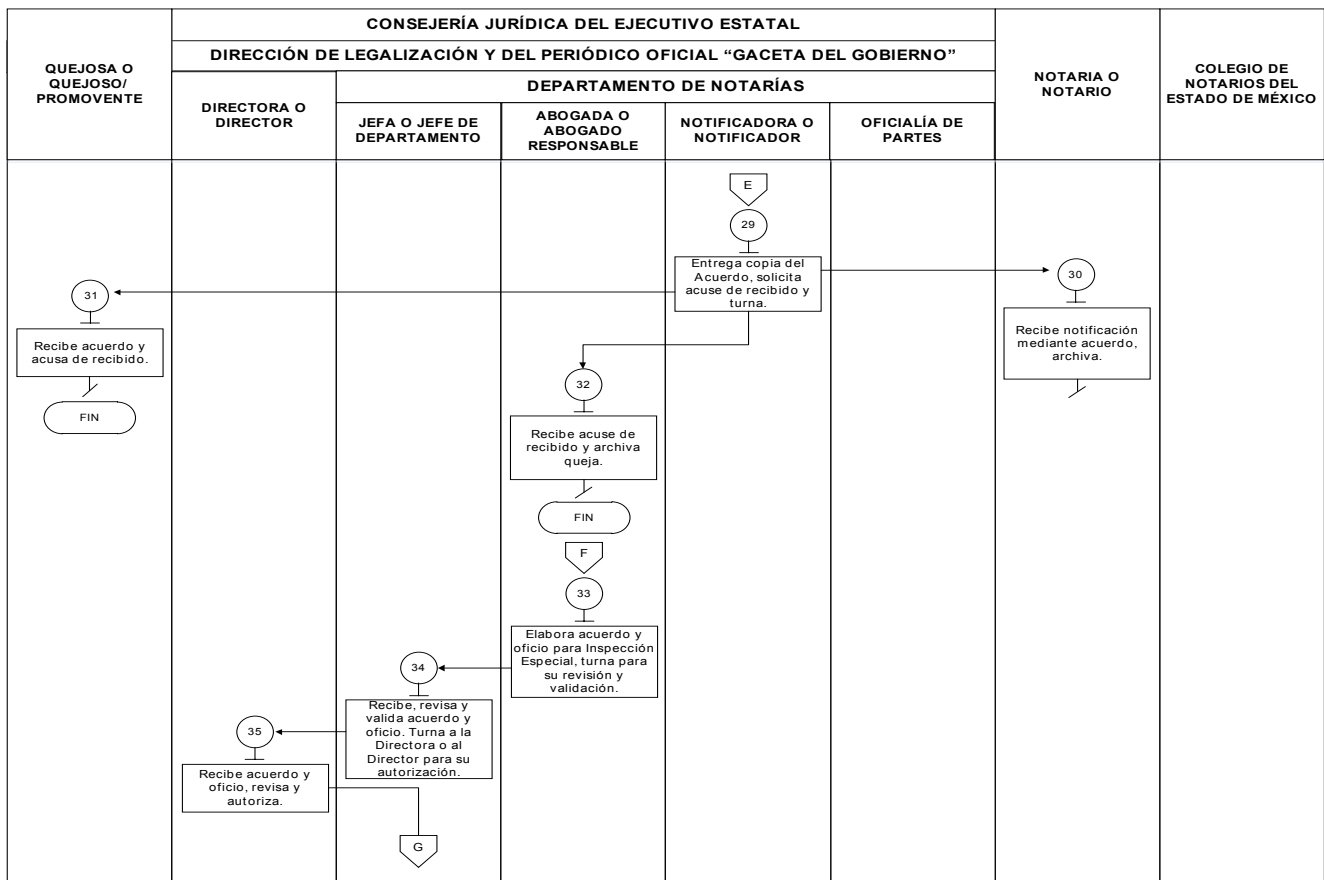 CONSEJERÍA JURÍDICA DEL EJECUTIVO ESTATAL
DIRECCIÓN DE LEGALIZACIÓN Y DEL PERIÓDICO OFICIAL “GACETA DEL GOBIERNO”
QUEJOSA O
QUEJOSO/
PROMOVENTE
DEPARTAMENTO DE NOTARÍAS
NOTARIA O
NOTARIO
COLEGIO DE
NOTARIOS DEL
ESTADO DE MÉXICO
DIRECTORA O
DIRECTOR
JEFA O JEFE DE
DEPARTAMENTO
ABOGADA O
ABOGADO
RESPONSABLE
NOTIFICADORA O
NOTIFICADOR
OFICIALÍA DE
PARTES
E
29
Entrega copia del
Acuerdo, solicita
acuse de recibido y
turna.
30
Recibe notificación
mediante acuerdo,
archiva.
31
Recibe acuerdo y
acusa de recibido.
FIN
32
Recibe acuse de
recibido y archiva
queja.
FIN
F
33
Elabora acuerdo y
oficio para Inspección
Especial, turna para
su revisión y
validación.
34
Recibe, revisa y
valida acuerdo y
oficio. Turna a la
Directora o al
Director para su
autorización.
35
Recibe acuerdo y
oficio, revisa y
autoriza.
G